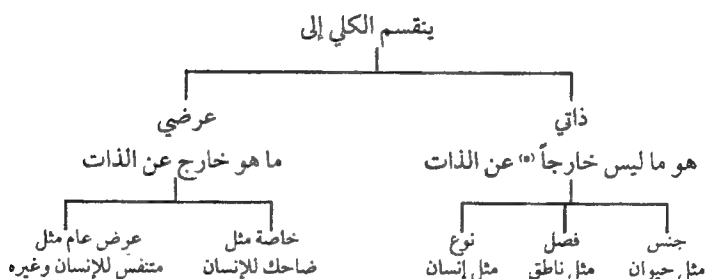 ينقسم الكلي إلى
ذاتي
عرضي
هو ما ليس خارجاً (٥) عن الذات
ما هو خارج عن الذات
جنس
مثل حيوان
فصل
مثل ناطق
نوع
مثل إنسان
خاصة مثل
ضاحك للإنسان
عرض عام مثل
متنفس للإنسان وغيره